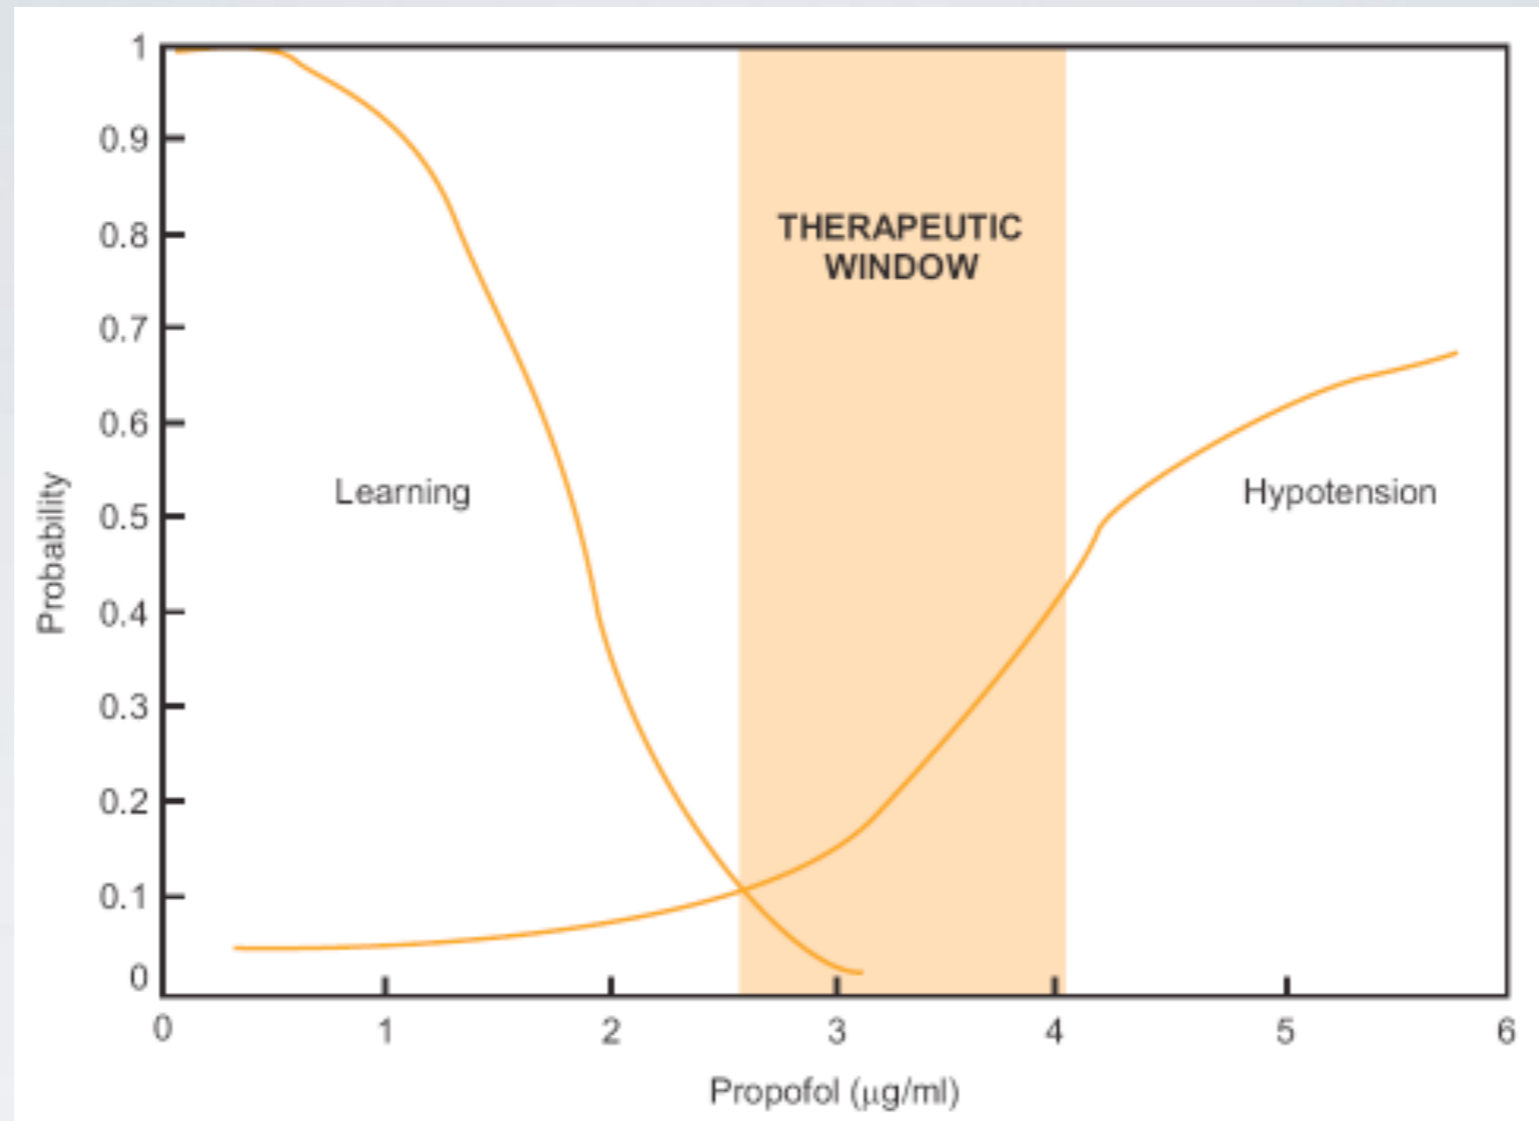 1
0.9
0.8
THERAPEUTIC
WINDOW
0.7
0.6
Learning
Hypotension
0.5
Probability
0.4
0.3
0.2
0.1
0
0 1 2 3 4 5 6
Propofol (μg/ml)